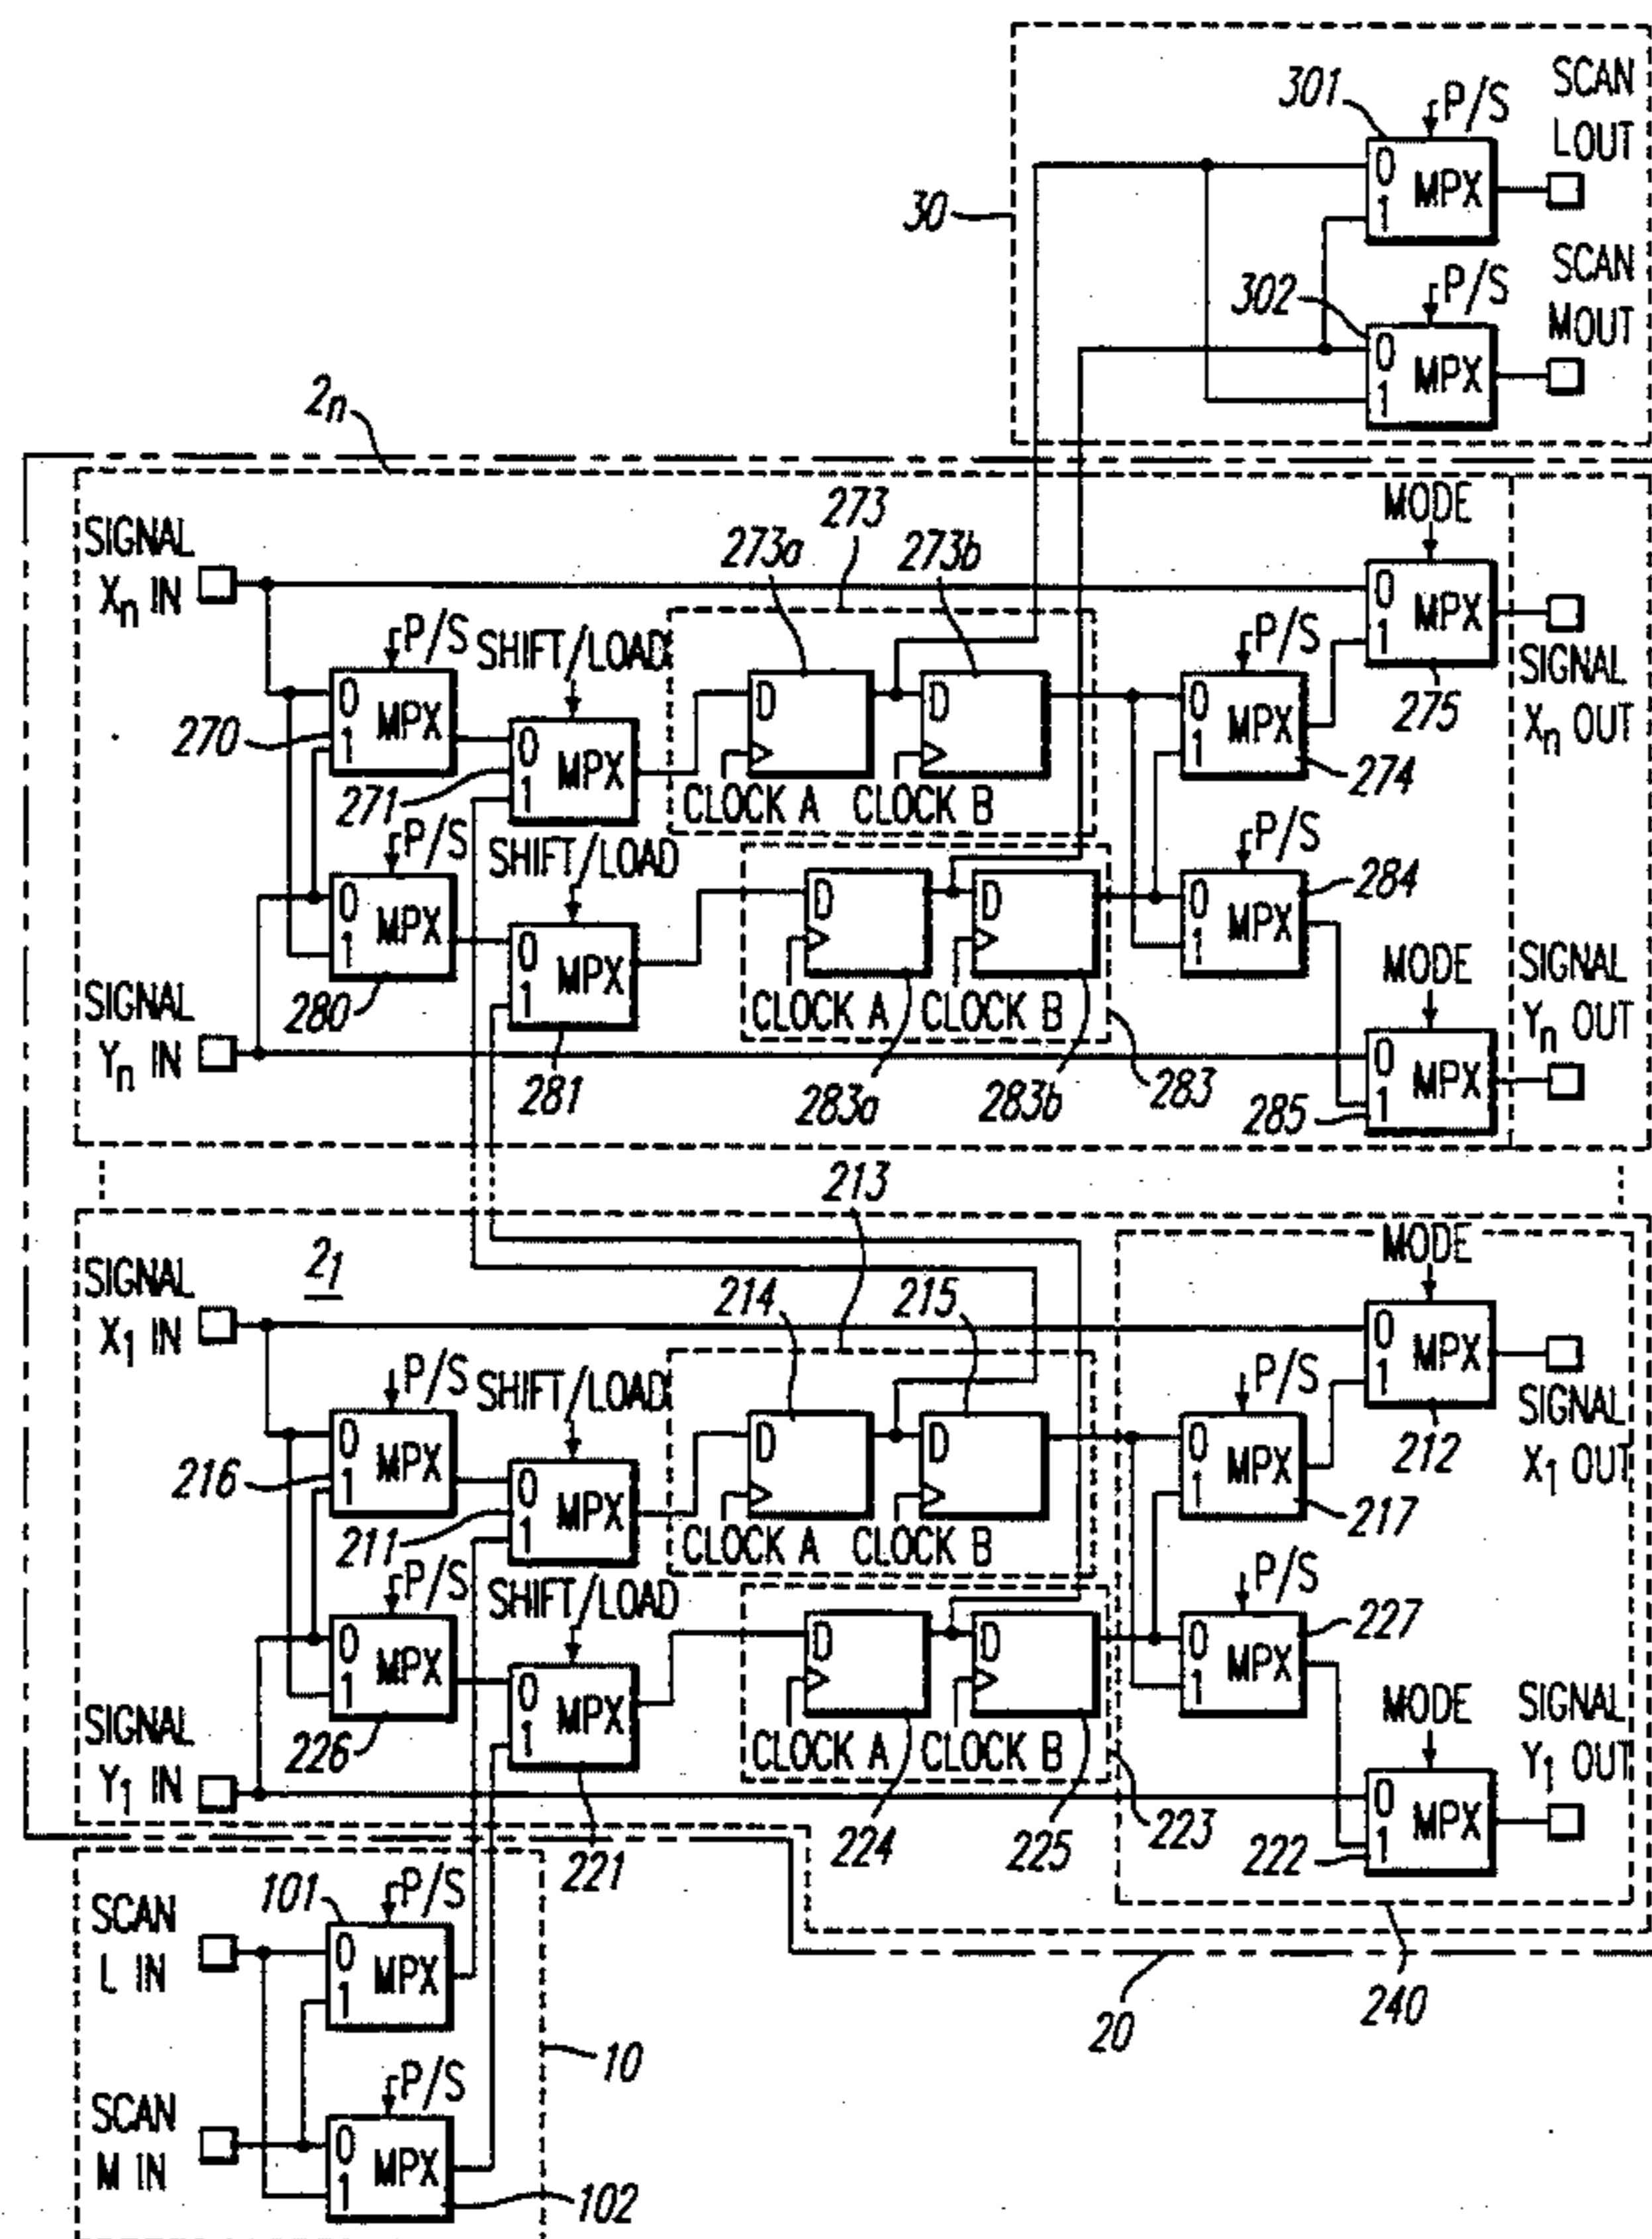 301
P/S
SCAN
LOUT
0
1
MPX
30
302
P/S
SCAN
MOUT
0
1
MPX
2n
SIGNAL
Xn IN
273
273a
273b
MODE
0
1
MPX
275
SIGNAL
Xn OUT
P/S
SHIFT/LOAD
0
1
MPX
270
0
1
MPX
271
D
CLOCK A
D
CLOCK B
P/S
0
1
MPX
274
P/S
SHIFT/LOAD
0
1
MPX
280
0
1
MPX
281
D
CLOCK A
D
CLOCK B
283a
283b
283
P/S
0
1
MPX
284
SIGNAL
Yn IN
MODE
0
1
MPX
285
SIGNAL
Yn OUT
213
SIGNAL
X1 IN
21
214
215
MODE
0
1
MPX
212
SIGNAL
X1 OUT
P/S
SHIFT/LOAD
0
1
MPX
216
0
1
MPX
211
D
CLOCK A
D
CLOCK B
P/S
0
1
MPX
217
P/S
SHIFT/LOAD
0
1
MPX
226
0
1
MPX
221
D
CLOCK A
D
CLOCK B
224
225
223
P/S
0
1
MPX
227
SIGNAL
Y1 IN
MODE
0
1
MPX
222
SIGNAL
Y1 OUT
SCAN
L IN
101
P/S
0
1
MPX
10
20
240
SCAN
M IN
P/S
0
1
MPX
102